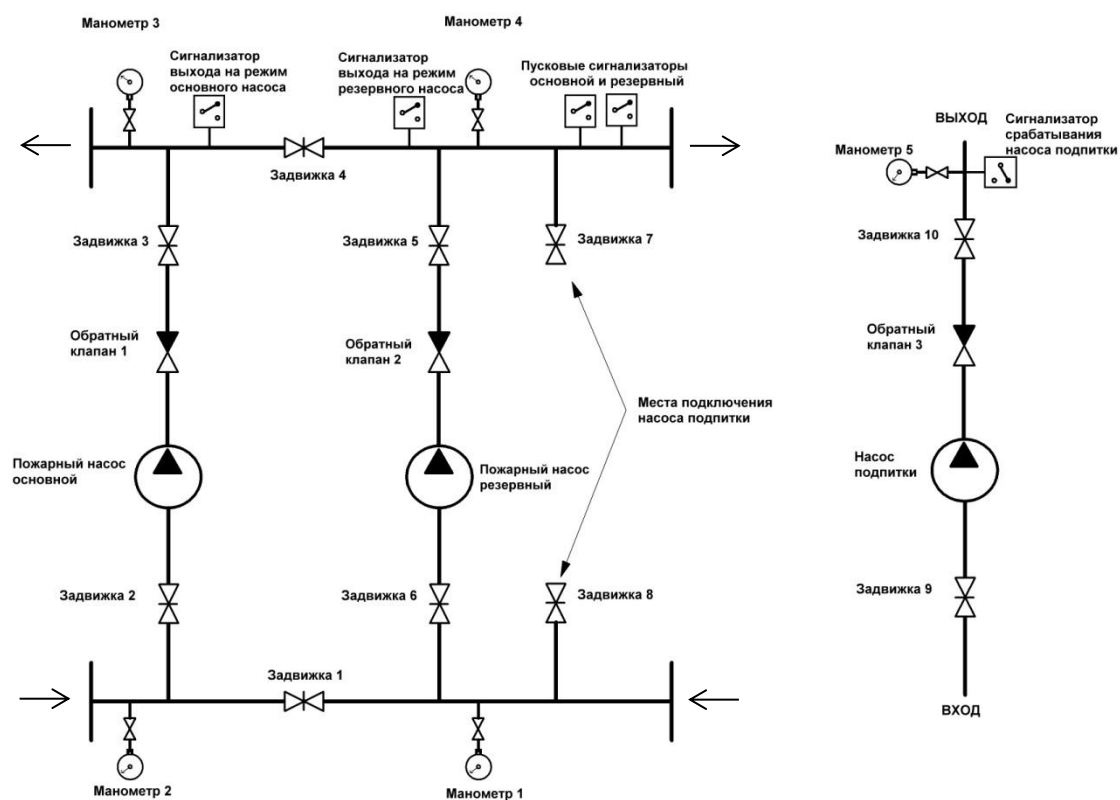 Манометр 3
Манометр 4
Сигнализатор
выхода на режим
основного насоса
Сигнализатор
выхода на режим
резервного насоса
Пусковые сигнализаторы
основной и резервный
ВЫХОД
Сигнализатор
срабатывания
насоса подпитки
Манометр 5
Задвижка 4
Задвижка 3
Задвижка 5
Задвижка 7
Задвижка 10
Обратный
клапан 1
Обратный
клапан 2
Обратный
клапан 3
Места подключения
насоса подпитки
Пожарный насос
основной
Пожарный насос
резервный
Насос
подпитки
Задвижка 2
Задвижка 6
Задвижка 8
Задвижка 9
Задвижка 1
ВХОД
Манометр 2
Манометр 1